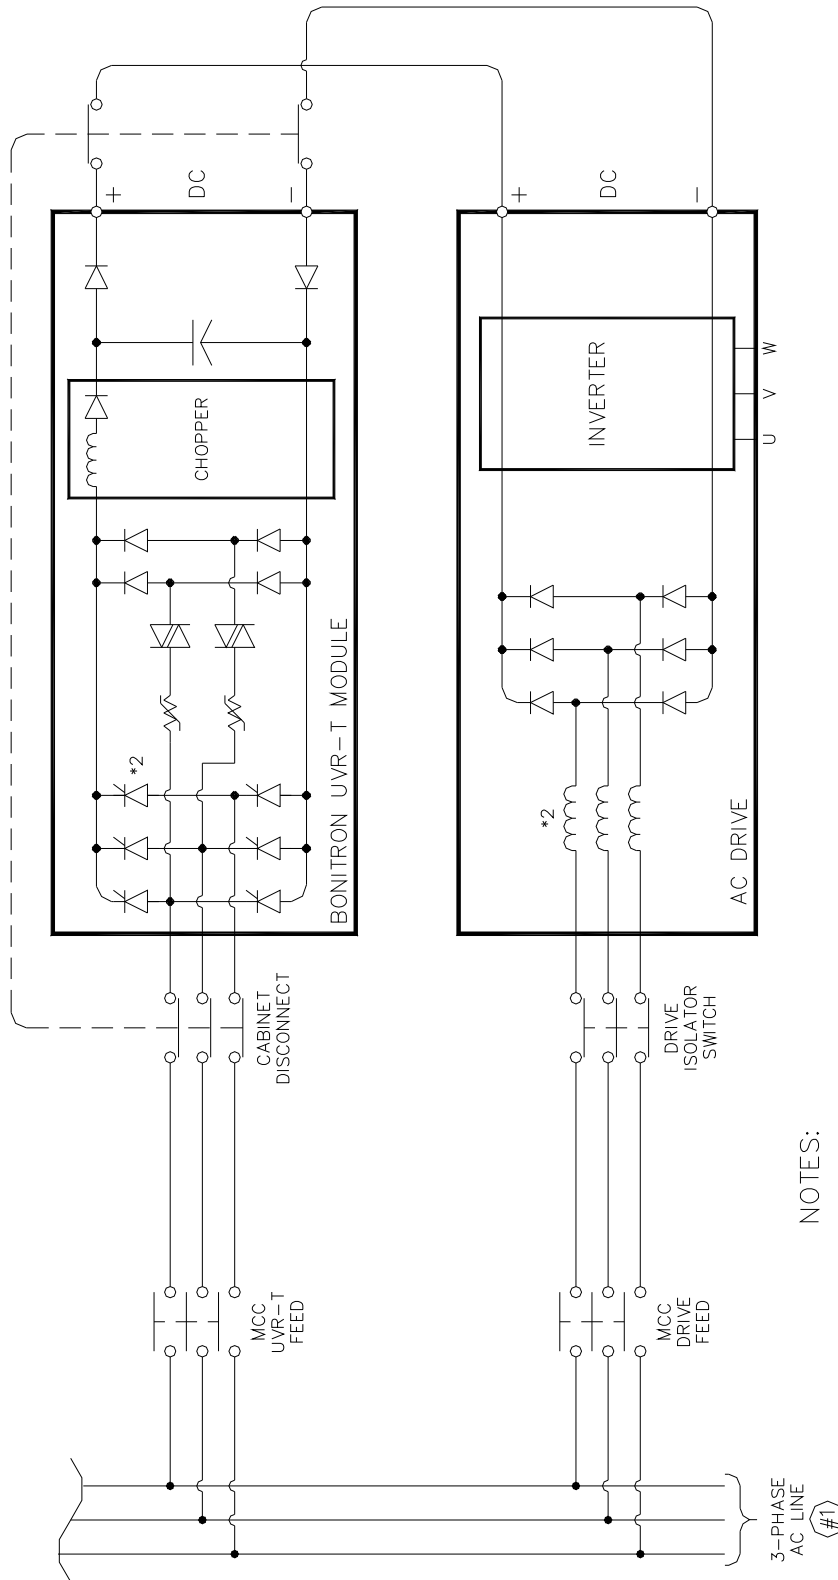 +
DC
–
CHOPPER
*2
BONITRON UVR-T MODULE
CABINET
DISCONNECT
MCC
UVR-T
FEED
+
DC
–
INVERTER
W
V
U
*2
AC DRIVE
DRIVE
ISOLATOR
SWITCH
MCC
DRIVE
FEED
3-PHASE
AC LINE
#1
NOTES: